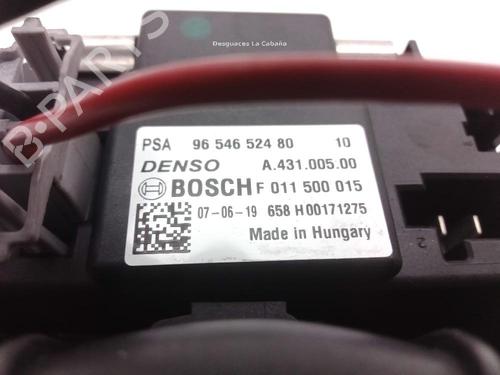 Desguaces La Cabaña
B-PARTS
PSA 96 546 524 80 10
DENSO A.431.005.00
BOSCH F 011 500 015
07-06-19 658 H00171275
Made in Hungary
2